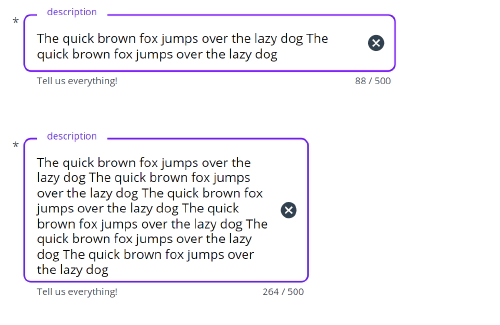 description
*
The quick brown fox jumps over the lazy dog The
quick brown fox jumps over the lazy dog
Tell us everything! 88 / 500
description
*
The quick brown fox jumps over the
lazy dog The quick brown fox jumps
over the lazy dog The quick brown fox
jumps over the lazy dog The quick
brown fox jumps over the lazy dog The
quick brown fox jumps over the lazy
dog The quick brown fox jumps over
the lazy dog
Tell us everything! 264 / 500